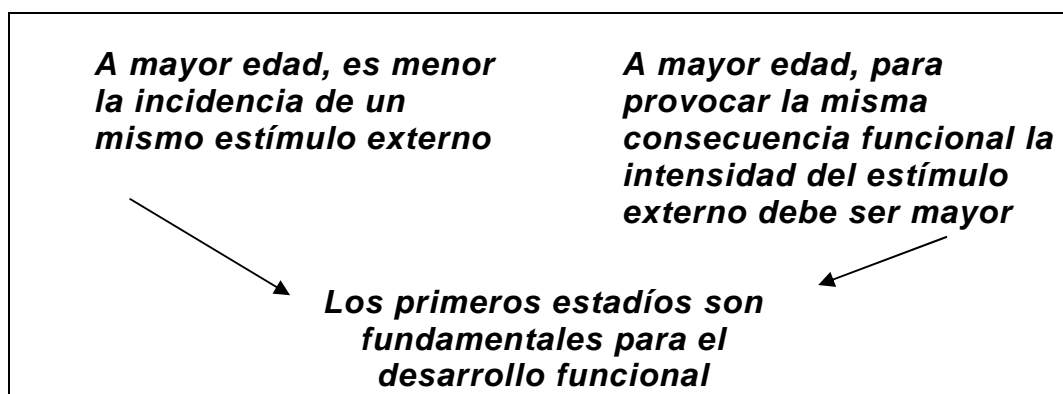 A mayor edad, es menor
la incidencia de un
mismo estímulo externo
A mayor edad, para
provocar la misma
consecuencia funcional la
intensidad del estímulo
externo debe ser mayor
Los primeros estadíos son
fundamentales para el
desarrollo funcional